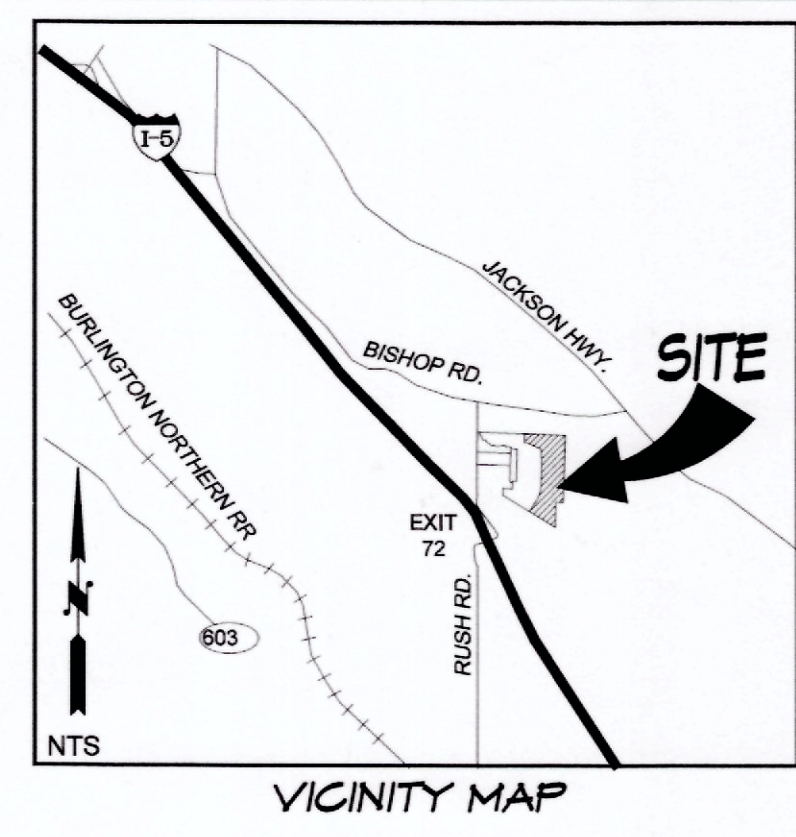 I-5
JACKSON HWY.
BURLINGTON NORTHERN RR
BISHOP RD.
SITE
EXIT
72
RUSH RD.
603
N
NTS
VICINITY MAP